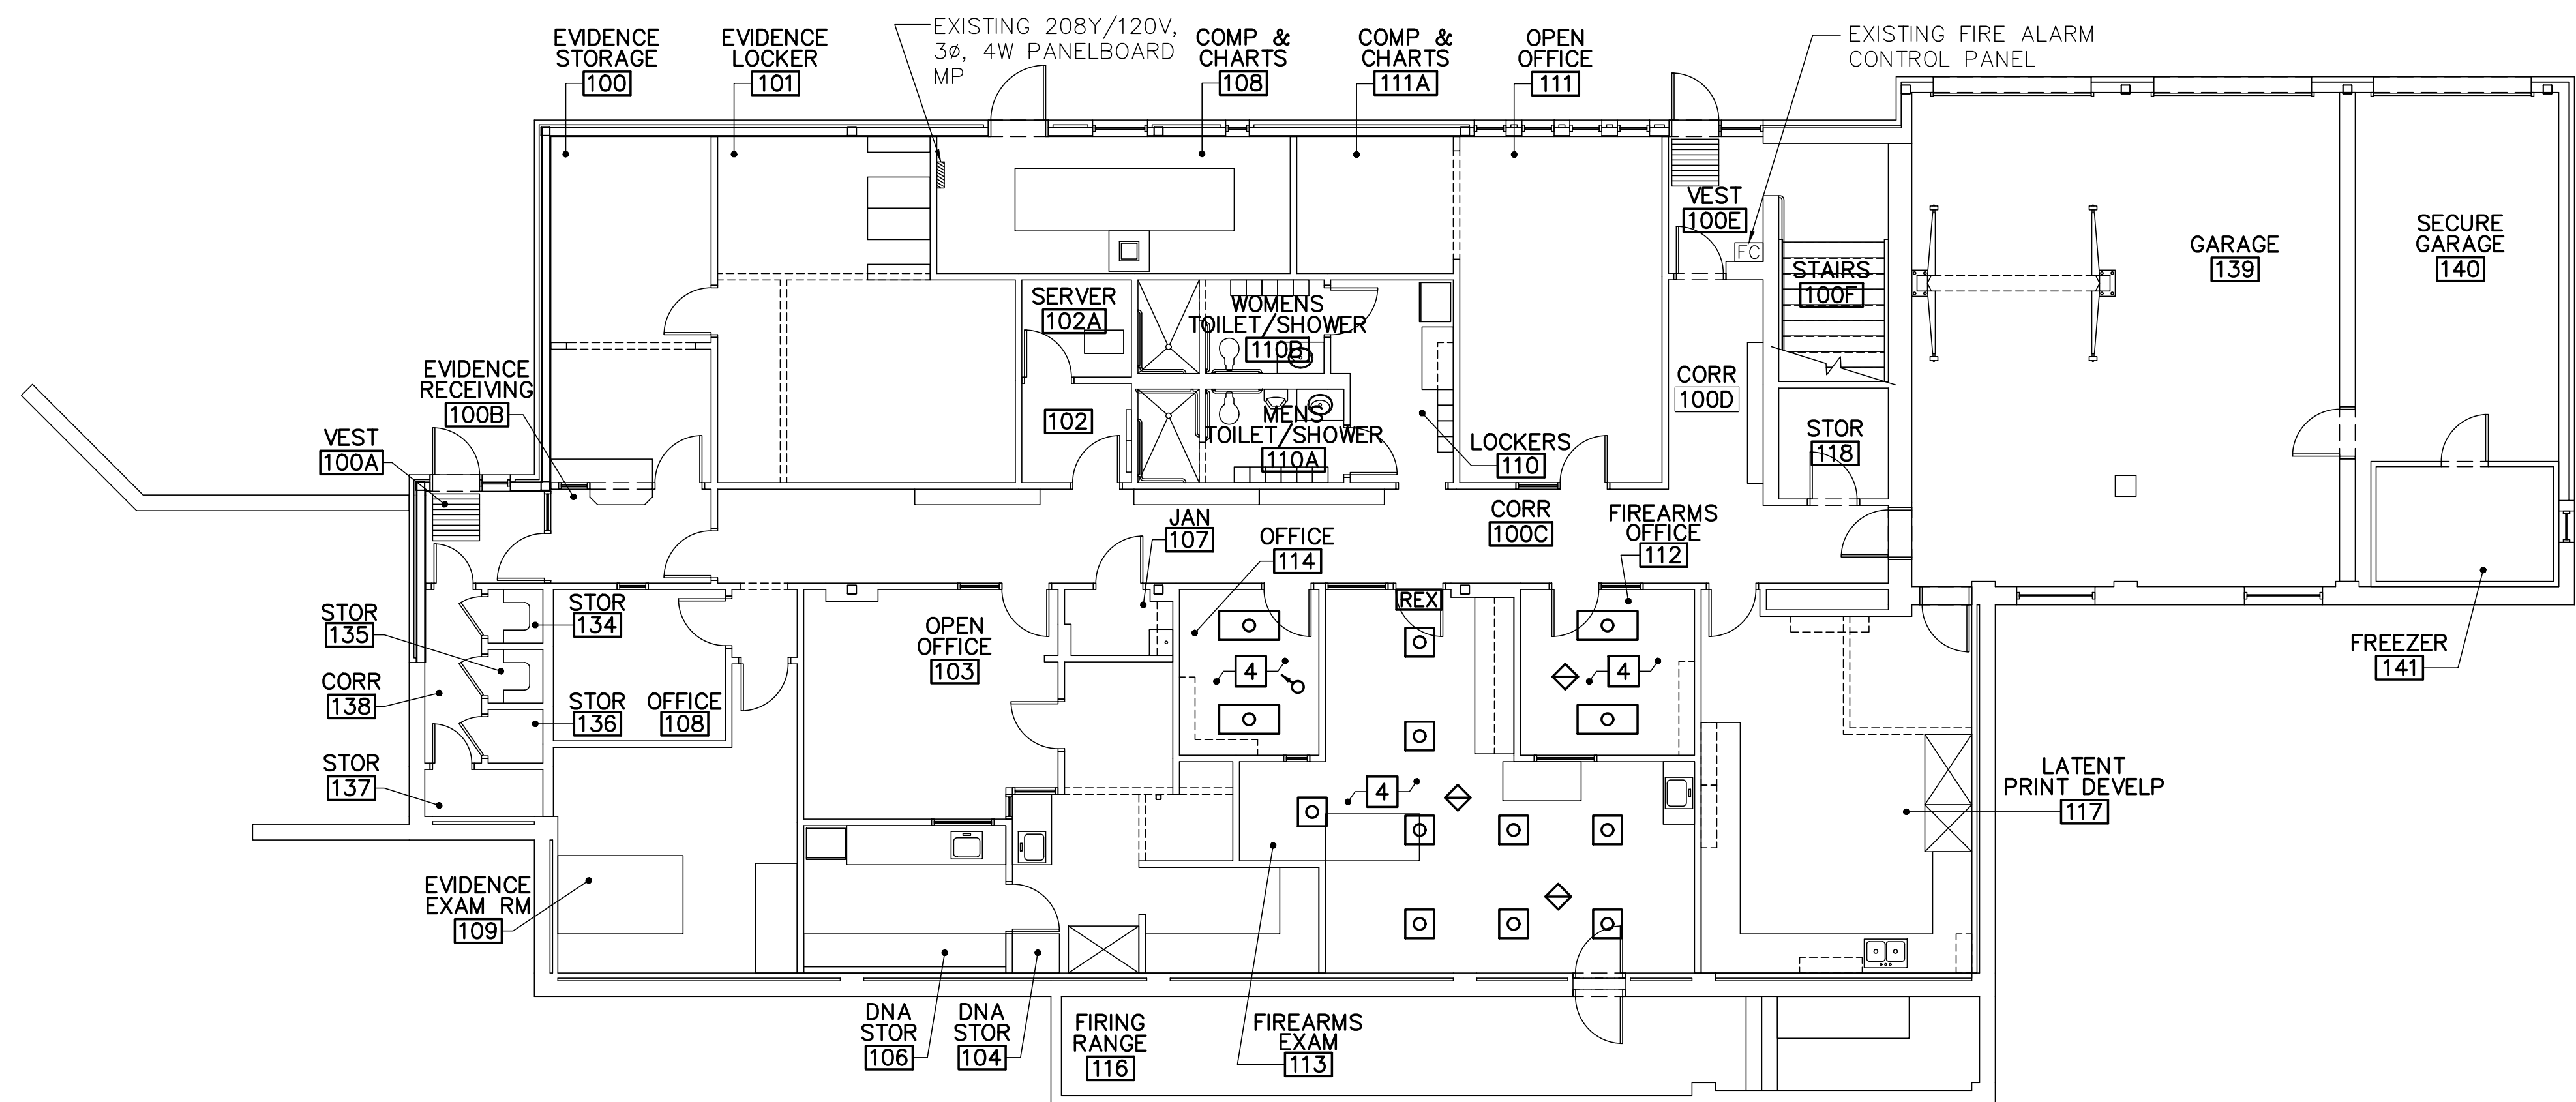 EXISTING 208Y/120V,
3ø, 4W PANELBOARD
MP
EXISTING FIRE ALARM
CONTROL PANEL
EVIDENCE
STORAGE
100
EVIDENCE
LOCKER
101
COMP &
CHARTS
108
COMP &
CHARTS
111A
OPEN
OFFICE
111
VEST
100E
FC
STAIRS
100F
GARAGE
139
SECURE
GARAGE
140
SERVER
102A
WOMENS
TOILET/SHOWER
110B
EVIDENCE
RECEIVING
100B
VEST
100A
102
MENS
TOILET/SHOWER
110A
LOCKERS
110
CORR
100D
STOR
118
JAN
107
OFFICE
114
CORR
100C
FIREARMS
OFFICE
112
STOR
134
STOR
135
REX
OPEN
OFFICE
103
4
4
FREEZER
141
CORR
138
STOR
136
OFFICE
108
STOR
137
4
LATENT
PRINT DEVELP
117
EVIDENCE
EXAM RM
109
DNA
STOR
106
DNA
STOR
104
FIRING
RANGE
116
FIREARMS
EXAM
113